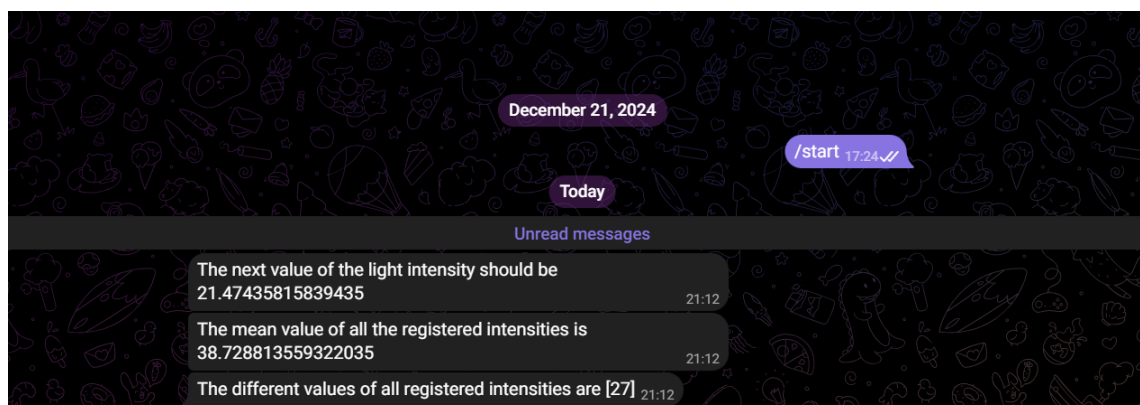 December 21, 2024
/start 17:24
Today
Unread messages
The next value of the light intensity should be
21.47435815839435 21:12
The mean value of all the registered intensities is
38.728813559322035 21:12
The different values of all registered intensities are [27] 21:12